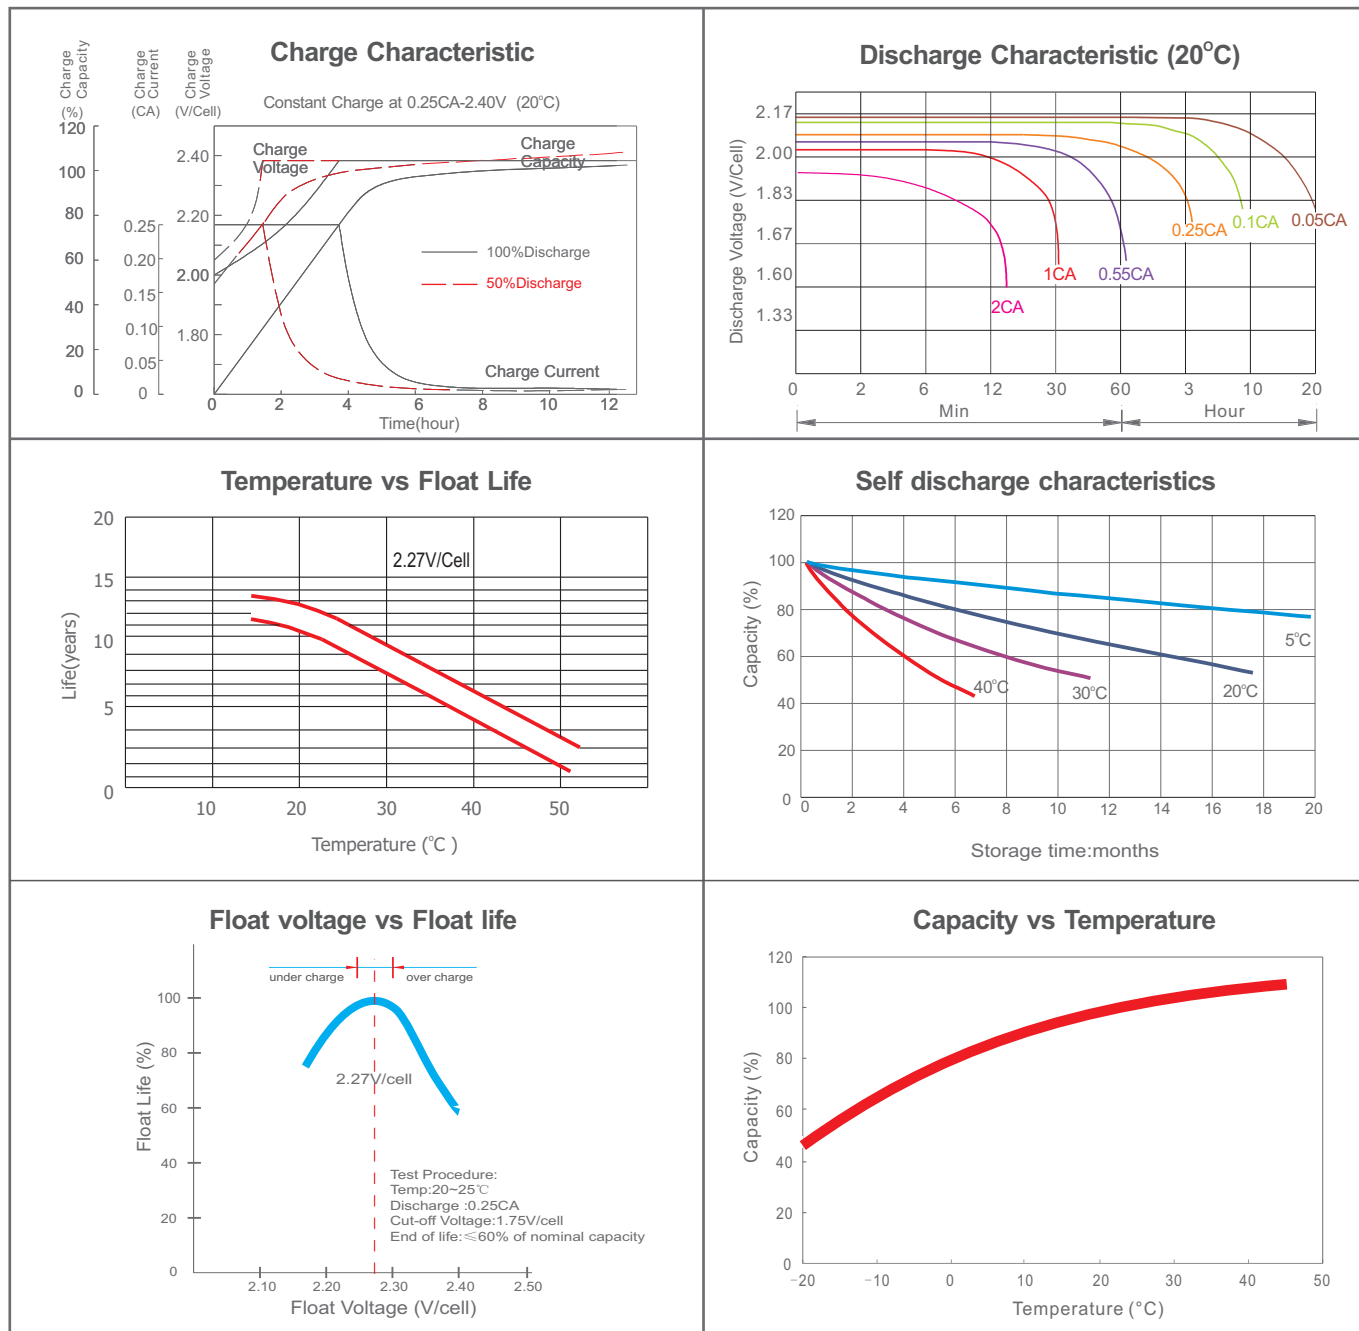 Charge Characteristic
Charge Capacity
(%)
Charge Current
(CA)
Charge Voltage
(V/Cell)
Constant Charge at 0.25CA-2.40V (20°C)
120
100
80
60
40
20
0
0.25
0.20
0.15
0.10
0.05
0
2.40
2.20
2.00
1.80
Charge
Voltage
Charge
Capacity
100%Discharge
50%Discharge
Charge Current
0 2 4 6 8 10 12
Time(hour)
Discharge Characteristic (20°C)
Discharge Voltage (V/Cell)
2.17
2.00
1.83
1.67
1.60
1.33
2CA
1CA
0.55CA
0.25CA
0.1CA
0.05CA
0 2 6 12 30 60 3 10 20
Min Hour
Temperature vs Float Life
Life(years)
20
15
10
5
0
2.27V/Cell
10 20 30 40 50
Temperature (°C )
Self discharge characteristics
Capacity (%)
120
100
80
60
40
20
0
5°C
20°C
30°C
40°C
0 2 4 6 8 10 12 14 16 18 20
Storage time:months
Float voltage vs Float life
under charge over charge
Float Life (%)
100
80
60
40
20
0
2.27V/cell
Test Procedure:
Temp:20~25℃
Discharge :0.25CA
Cut-off Voltage:1.75V/cell
End of life:≦60% of nominal capacity
2.10 2.20 2.30 2.40 2.50
Float Voltage (V/cell)
Capacity vs Temperature
Capacity (%)
120
100
80
60
40
20
0
-20 -10 0 10 20 30 40 50
Temperature (°C)